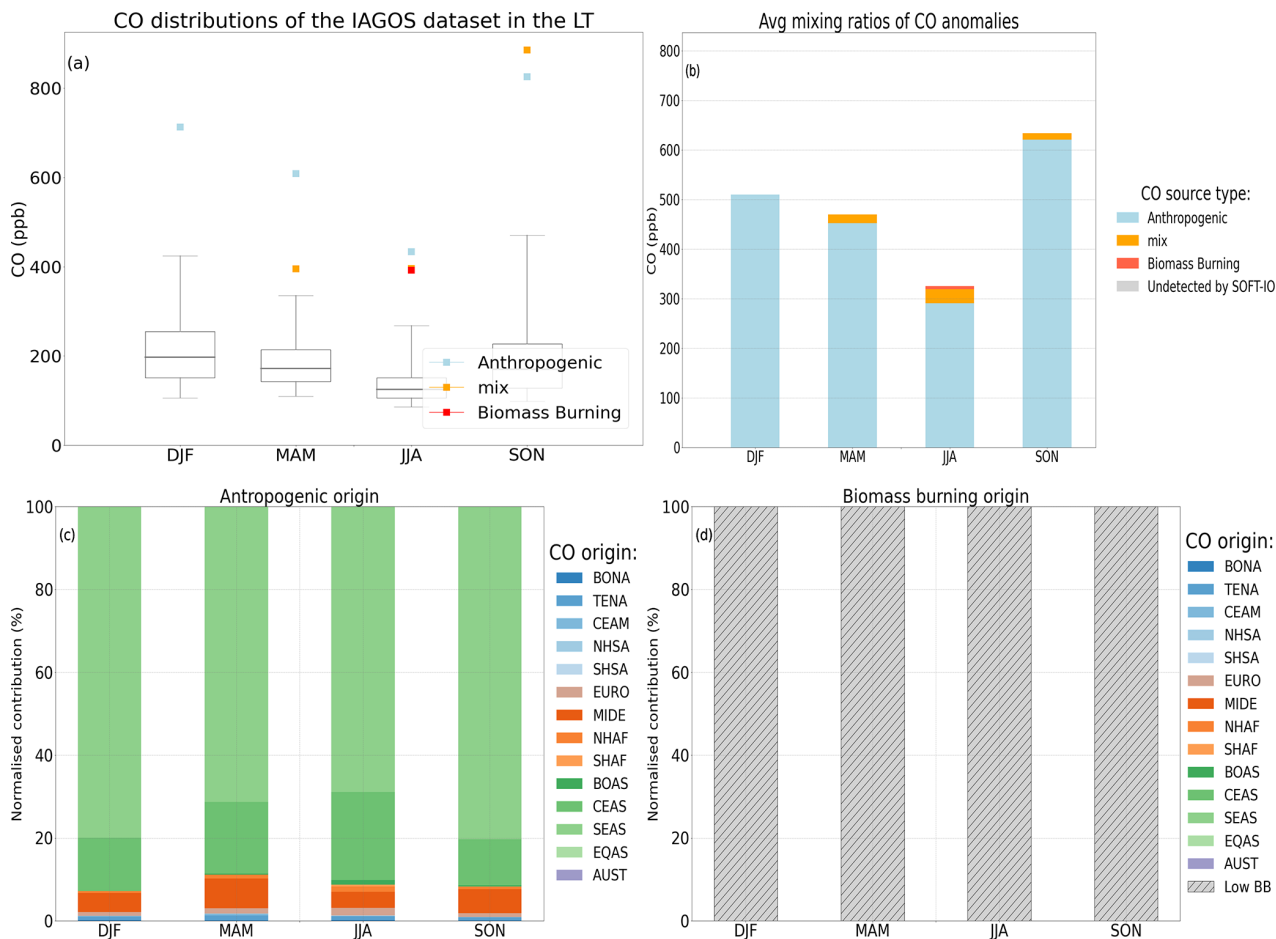 CO distributions of the IAGOS dataset in the LT
(a)
CO (ppb)
800
600
400
200
0
DJF
MAM
JJA
SON
Anthropogenic
mix
Biomass Burning
Avg mixing ratios of CO anomalies
(b)
CO (ppb)
800
700
600
500
400
300
200
100
0
DJF
MAM
JJA
SON
CO source type:
Anthropogenic
mix
Biomass Burning
Undetected by SOFT-IO
Antropogenic origin
(c)
Normalised contribution (%)
100
80
60
40
20
0
DJF
MAM
JJA
SON
CO origin:
BONA
TENA
CEAM
NHSA
SHSA
EURO
MIDE
NHAF
SHAF
BOAS
CEAS
SEAS
EQAS
AUST
Biomass burning origin
(d)
Normalised contribution (%)
100
80
60
40
20
0
DJF
MAM
JJA
SON
CO origin:
BONA
TENA
CEAM
NHSA
SHSA
EURO
MIDE
NHAF
SHAF
BOAS
CEAS
SEAS
EQAS
AUST
Low BB